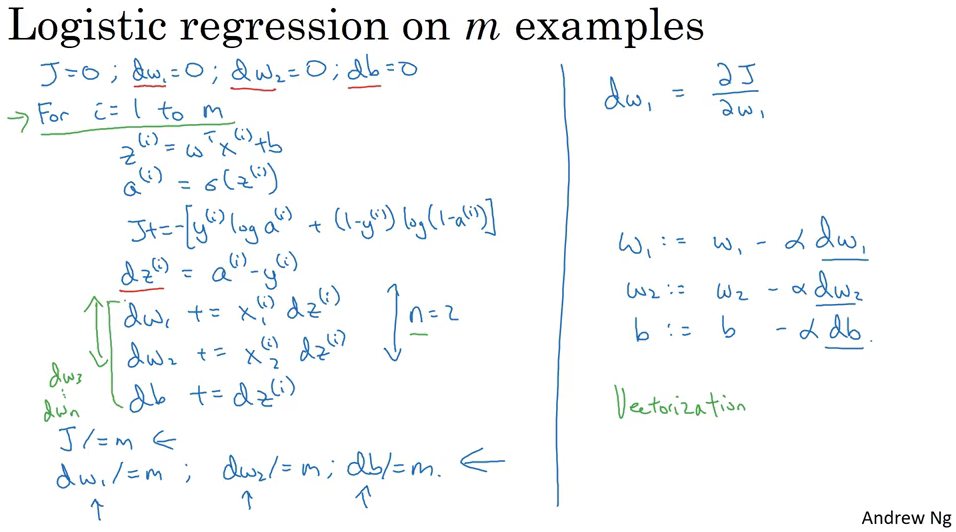 Logistic regression on m examples
J=0 ; dw₁=0 ; dw₂=0 ; db=0
→ For i = 1 to m
z⁽ⁱ⁾ = wᵀx⁽ⁱ⁾+b
a⁽ⁱ⁾ = σ(z⁽ⁱ⁾)
J+=-[y⁽ⁱ⁾ log a⁽ⁱ⁾ + (1-y⁽ⁱ⁾) log(1-a⁽ⁱ⁾)]
dz⁽ⁱ⁾ = a⁽ⁱ⁾-y⁽ⁱ⁾
dw₁ += x₁⁽ⁱ⁾ dz⁽ⁱ⁾
dw₂ += x₂⁽ⁱ⁾ dz⁽ⁱ⁾
n=2
db += dz⁽ⁱ⁾
dw₃
⋮
dwₙ
J/=m ←
dw₁/=m ; dw₂/=m ; db/=m. ←
dw₁ = ∂J/∂w₁
w₁ := w₁ - α dw₁
w₂ := w₂ - α dw₂
b := b - α db.
Vectorization
Andrew Ng